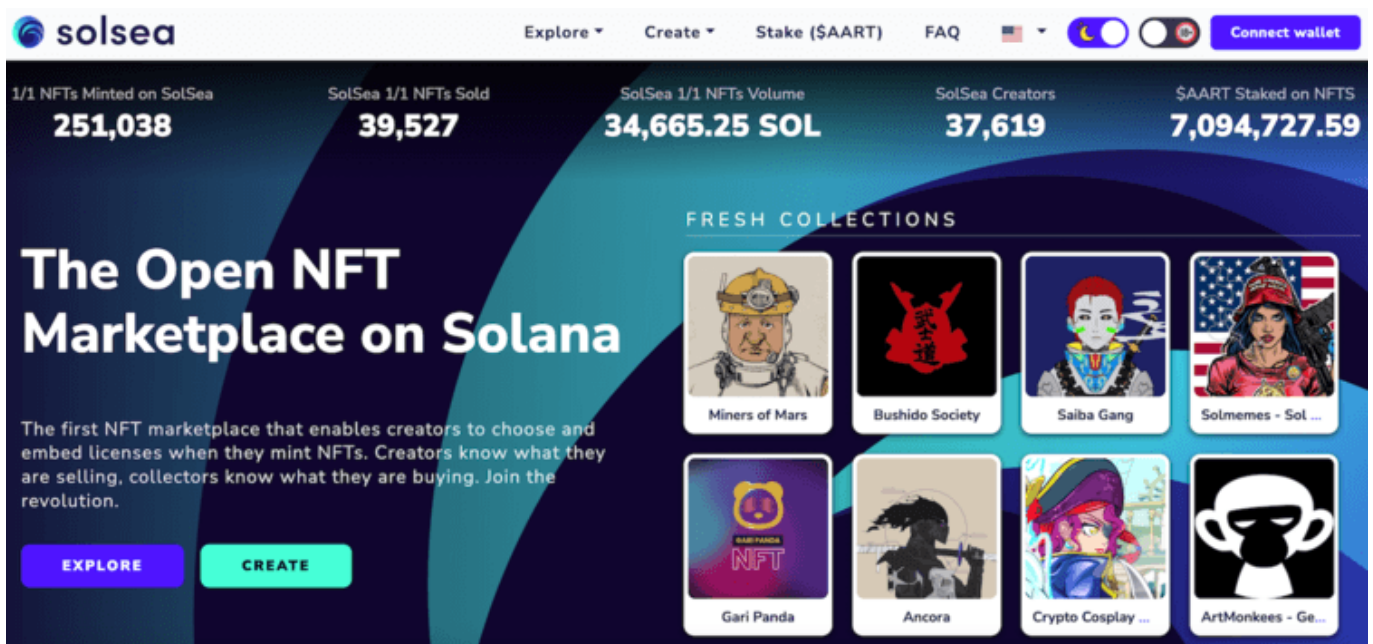 solsea
Explore Create Stake ($AART) FAQ Connect wallet
1/1 NFTs Minted on SolSea SolSea 1/1 NFTs Sold SolSea 1/1 NFTs Volume SolSea Creators $AART Staked on NFTS
251,038 39,527 34,665.25 SOL 37,619 7,094,727.59
The Open NFT
Marketplace on Solana
The first NFT marketplace that enables creators to choose and
embed licenses when they mint NFTs. Creators know what they
are selling, collectors know what they are buying. Join the
revolution.
EXPLORE CREATE
FRESH COLLECTIONS
武士道
Miners of Mars Bushido Society Saiba Gang Solmemes - Sol ...
GARI PANDA
NFT
Gari Panda Ancora Crypto Cosplay ... ArtMonkees - Ge...